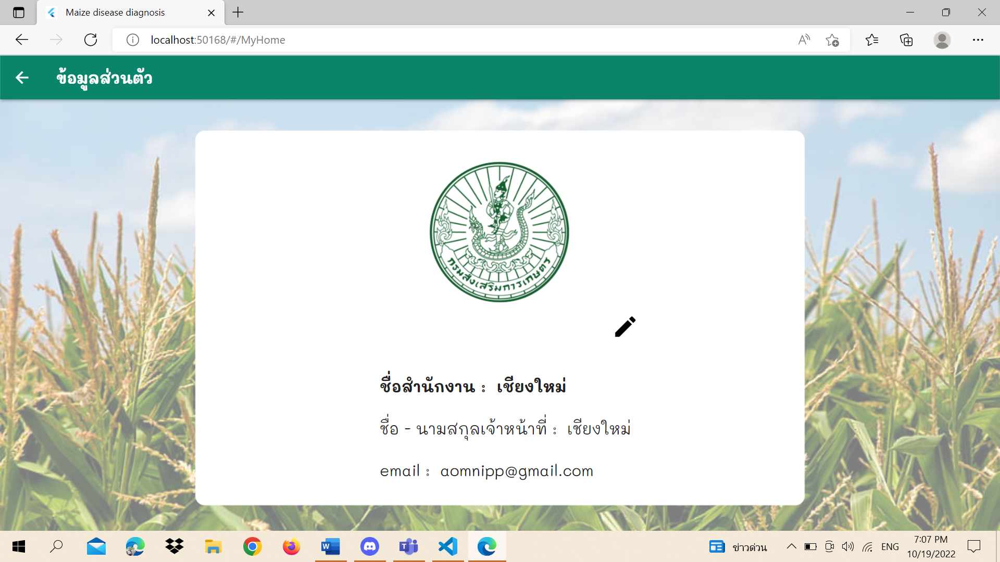 Maize disease diagnosis
localhost:50168/#/MyHome
ข้อมูลส่วนตัว
กรมส่งเสริมการเกษตร
ชื่อสำนักงาน : เชียงใหม่
ชื่อ - นามสกุลเจ้าหน้าที่ : เชียงใหม่
email : aomnipp@gmail.com
ข่าวด่วน
ENG
7:07 PM
10/19/2022